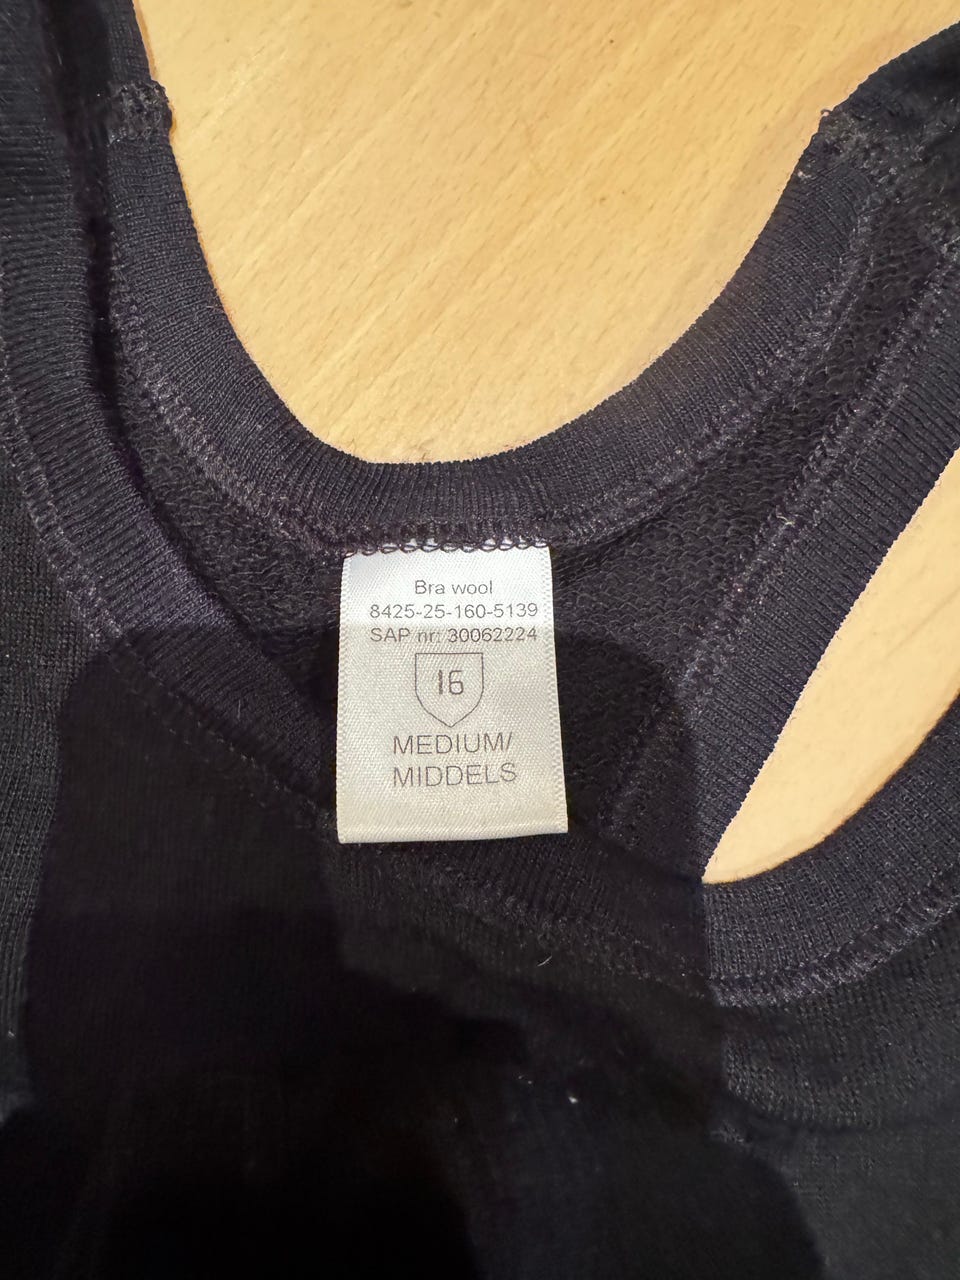 Bra wool
8425-25-160-5139
SAP nr: 30062224
16
MEDIUM/
MIDDELS